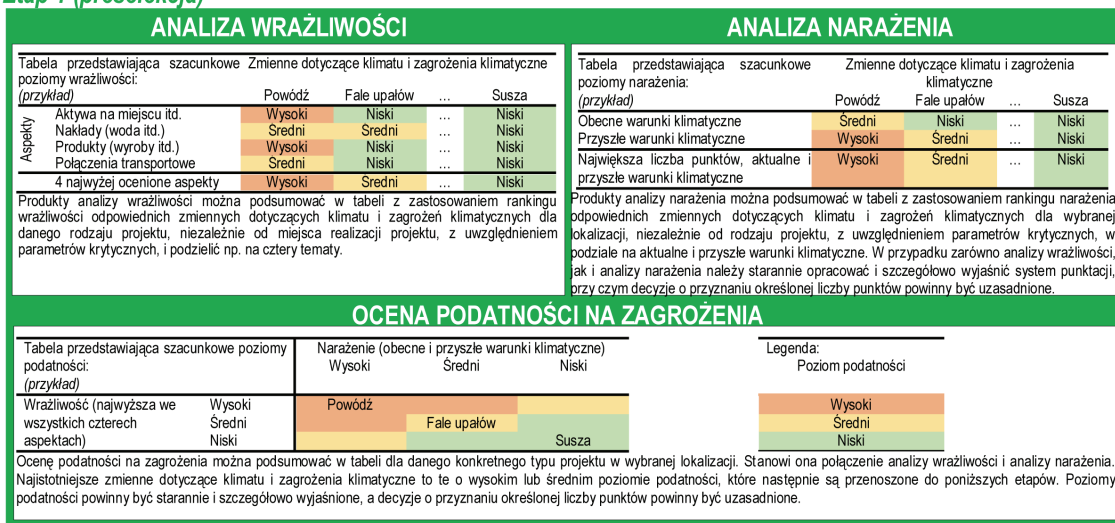 Etap 1 (preselekcja)
ANALIZA WRAŻLIWOŚCI
Tabela przedstawiająca szacunkowe Zmienne dotyczące klimatu i zagrożenia klimatyczne
poziomy wrażliwości:
(przykład) Powódź Fale upałów ... Susza
Aspekty
Aktywa na miejscu itd. Wysoki Niski ... Niski
Nakłady (woda itd.) Średni Średni ... Niski
Produkty (wyroby itd.) Wysoki Niski ... Niski
Połączenia transportowe Średni Niski ... Niski
4 najwyżej ocenione aspekty Wysoki Średni ... Niski
Produkty analizy wrażliwości można podsumować w tabeli z zastosowaniem rankingu
wrażliwości odpowiednich zmiennych dotyczących klimatu i zagrożeń klimatycznych dla
danego rodzaju projektu, niezależnie od miejsca realizacji projektu, z uwzględnieniem
parametrów krytycznych, i podzielić np. na cztery tematy.
ANALIZA NARAŻENIA
Tabela przedstawiająca szacunkowe Zmienne dotyczące klimatu i zagrożenia
poziomy narażenia: klimatyczne
(przykład) Powódź Fale upałów ... Susza
Obecne warunki klimatyczne Średni Niski ... Niski
Przyszłe warunki klimatyczne Wysoki Średni ... Niski
Największa liczba punktów, aktualne i Wysoki Średni ... Niski
przyszłe warunki klimatyczne
Produkty analizy narażenia można podsumować w tabeli z zastosowaniem rankingu narażenia
odpowiednich zmiennych dotyczących klimatu i zagrożeń klimatycznych dla wybranej
lokalizacji, niezależnie od rodzaju projektu, z uwzględnieniem parametrów krytycznych, w
podziale na aktualne i przyszłe warunki klimatyczne. W przypadku zarówno analizy wrażliwości,
jak i analizy narażenia należy starannie opracować i szczegółowo wyjaśnić system punktacji,
przy czym decyzje o przyznaniu określonej liczby punktów powinny być uzasadnione.
OCENA PODATNOŚCI NA ZAGROŻENIA
Tabela przedstawiająca szacunkowe poziomy Narażenie (obecne i przyszłe warunki klimatyczne) Legenda:
podatności: Wysoki Średni Niski Poziom podatności
(przykład)
Wrażliwość (najwyższa we Wysoki Powódź Wysoki
wszystkich czterech Średni Fale upałów Średni
aspektach) Niski Susza Niski
Ocenę podatności na zagrożenia można podsumować w tabeli dla danego konkretnego typu projektu w wybranej lokalizacji. Stanowi ona połączenie analizy wrażliwości i analizy narażenia.
Najistotniejsze zmienne dotyczące klimatu i zagrożenia klimatyczne to te o wysokim lub średnim poziomie podatności, które następnie są przenoszone do poniższych etapów. Poziomy
podatności powinny być starannie i szczegółowo wyjaśnione, a decyzje o przyznaniu określonej liczby punktów powinny być uzasadnione.